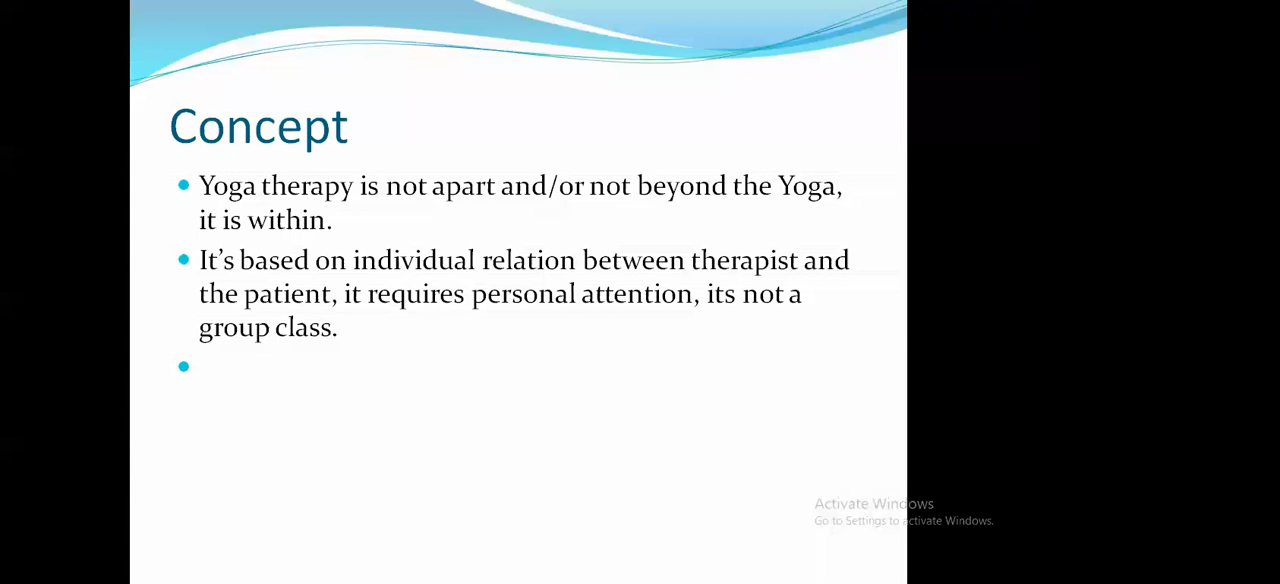 Concept
Yoga therapy is not apart and/or not beyond the Yoga,
it is within.
It's based on individual relation between therapist and
the patient, it requires personal attention, its not a
group class.
Activate Windows
Go to Settings to activate Windows.